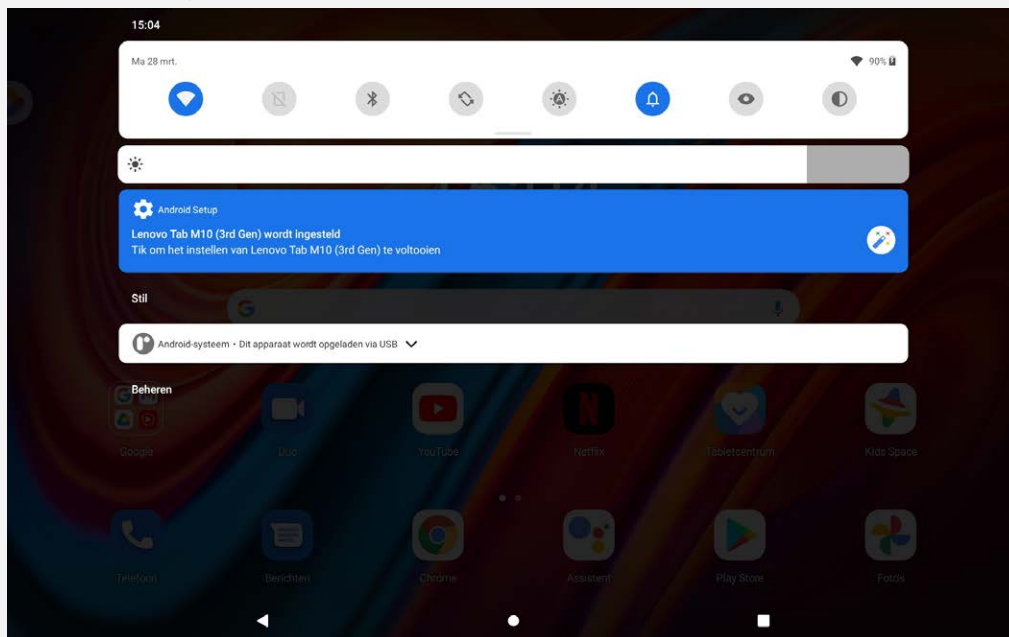 15:04
Ma 28 mrt.
90%
Android Setup
Lenovo Tab M10 (3rd Gen) wordt ingesteld
Tik om het instellen van Lenovo Tab M10 (3rd Gen) te voltooien
Stil
Android-systeem • Dit apparaat wordt opgeladen via USB
Beheren
Google
Duo
YouTube
Netflix
Tabletcentrum
Kids Space
Telefoon
Berichten
Chrome
Assistent
Play Store
Foto's